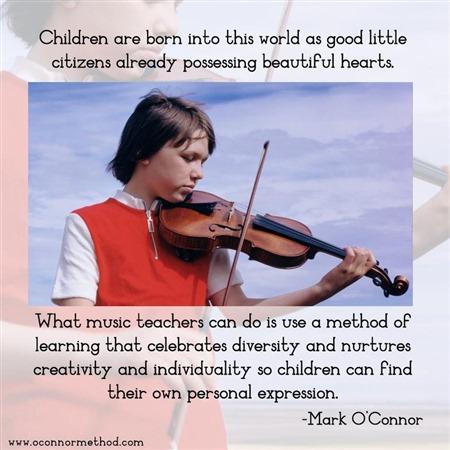 Children are born into this world as good little
citizens already possessing beautiful hearts.
What music teachers can do is use a method of
learning that celebrates diversity and nurtures
creativity and individuality so children can find
their own personal expression.
-Mark O'Connor
www.oconnormethod.com